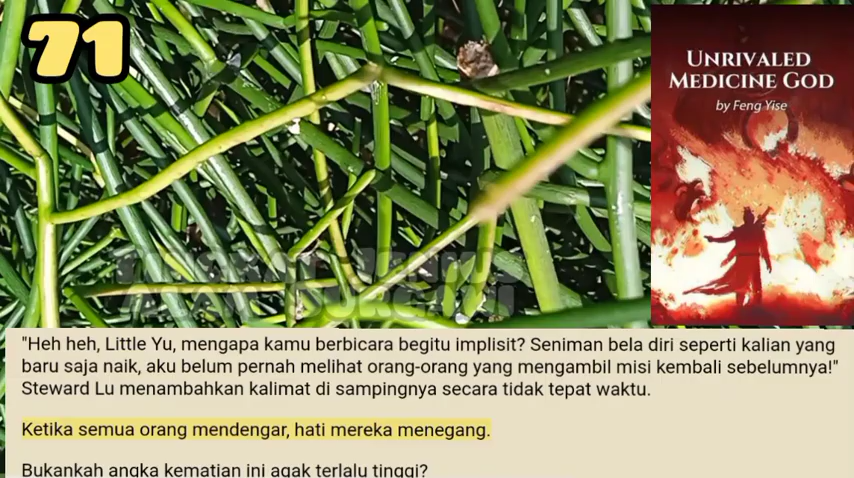 71
UNRIVALED
MEDICINE GOD
by Feng Yise
"Heh heh, Little Yu, mengapa kamu berbicara begitu implisit? Seniman bela diri seperti kalian yang
baru saja naik, aku belum pernah melihat orang-orang yang mengambil misi kembali sebelumnya!"
Steward Lu menambahkan kalimat di sampingnya secara tidak tepat waktu.
Ketika semua orang mendengar, hati mereka menegang.
Bukankah angka kematian ini agak terlalu tinggi?